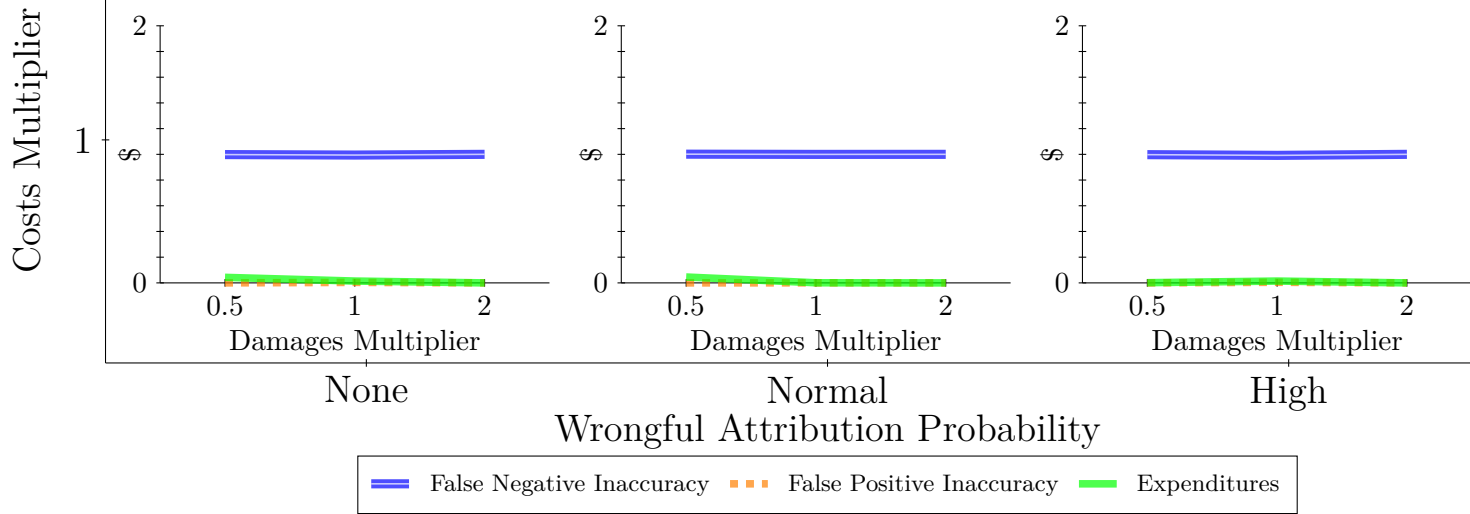 Costs Multiplier
1
2
$
0
0.5 1 2
Damages Multiplier
None
2
$
0
0.5 1 2
Damages Multiplier
Normal
2
$
0
0.5 1 2
Damages Multiplier
High
Wrongful Attribution Probability
False Negative Inaccuracy False Positive Inaccuracy Expenditures